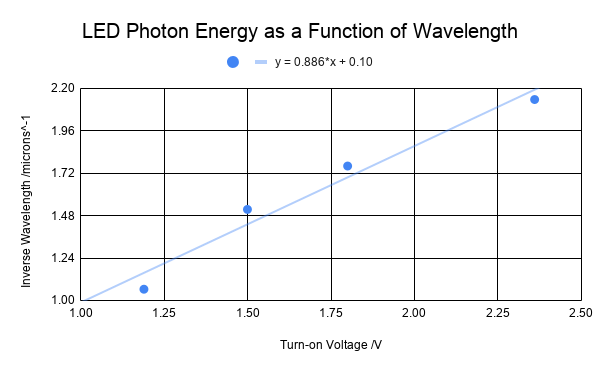 LED Photon Energy as a Function of Wavelength
y = 0.886*x + 0.10
2.20
1.96
1.72
1.48
1.24
1.00
Inverse Wavelength /microns^-1
1.00 1.25 1.50 1.75 2.00 2.25 2.50
Turn-on Voltage /V